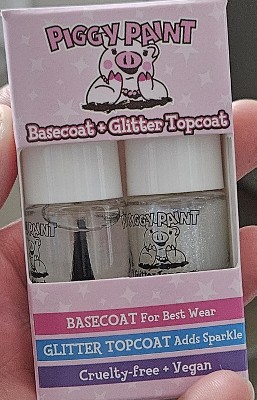 PIGGY PAINT
Basecoat + Glitter Topcoat
PIGGY PAINT
BASECOAT For Best Wear
GLITTER TOPCOAT Adds Sparkle
Cruelty-free + Vegan